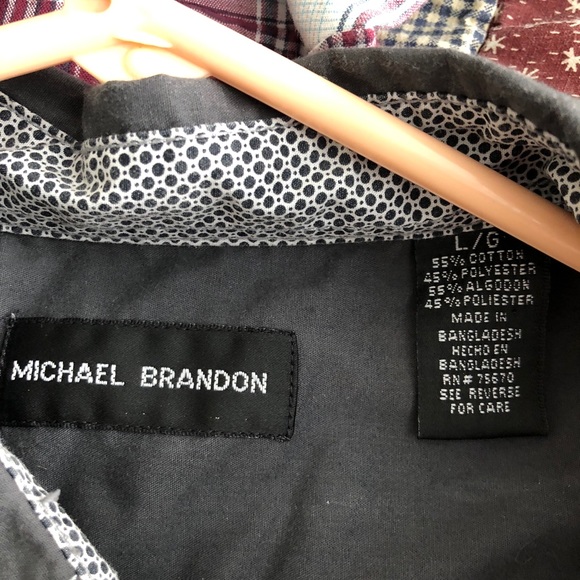 MICHAEL BRANDON
L/G
55% COTTON
45% POLYESTER
55% ALGODON
45% POLIESTER
MADE IN
BANGLADESH
HECHO EN
BANGLADESH
RN# 75670
SEE REVERSE
FOR CARE